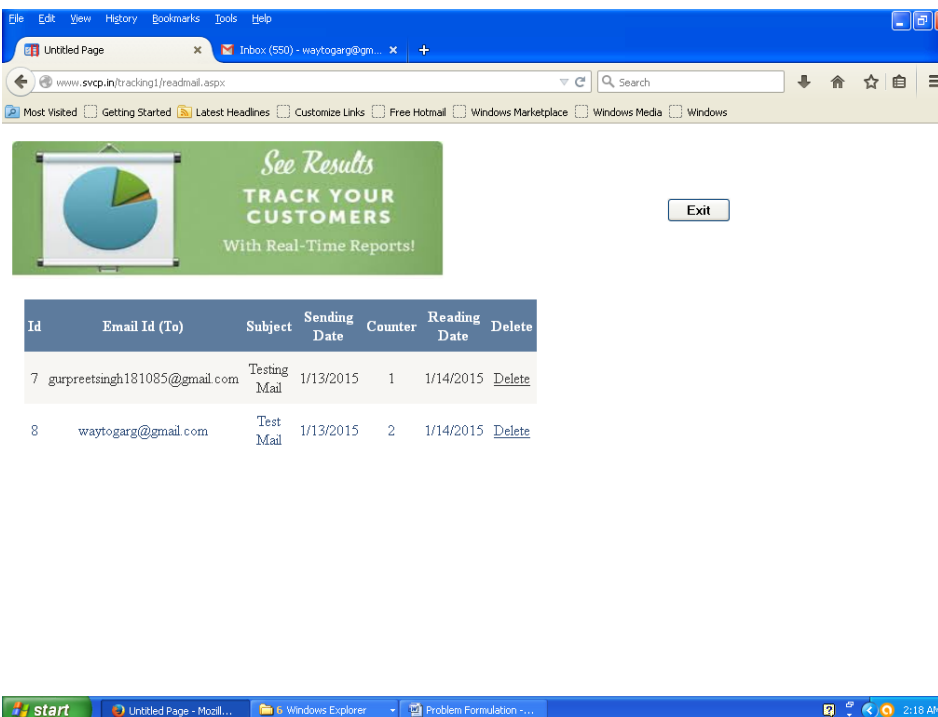 File Edit View History Bookmarks Tools Help
Untitled Page × Inbox (550) - waytogarg@gm... × +
www.svcp.in/tracking1/readmail.aspx Search
Most Visited Getting Started Latest Headlines Customize Links Free Hotmail Windows Marketplace Windows Media Windows
See Results
TRACK YOUR
CUSTOMERS
With Real-Time Reports!
Exit
Id Email Id (To) Subject Sending Date Counter Reading Date Delete
7 gurpreetsingh181085@gmail.com Testing Mail 1/13/2015 1 1/14/2015 Delete
8 waytogarg@gmail.com Test Mail 1/13/2015 2 1/14/2015 Delete
start Untitled Page - Mozill... 6 Windows Explorer Problem Formulation -... 2:18 AM